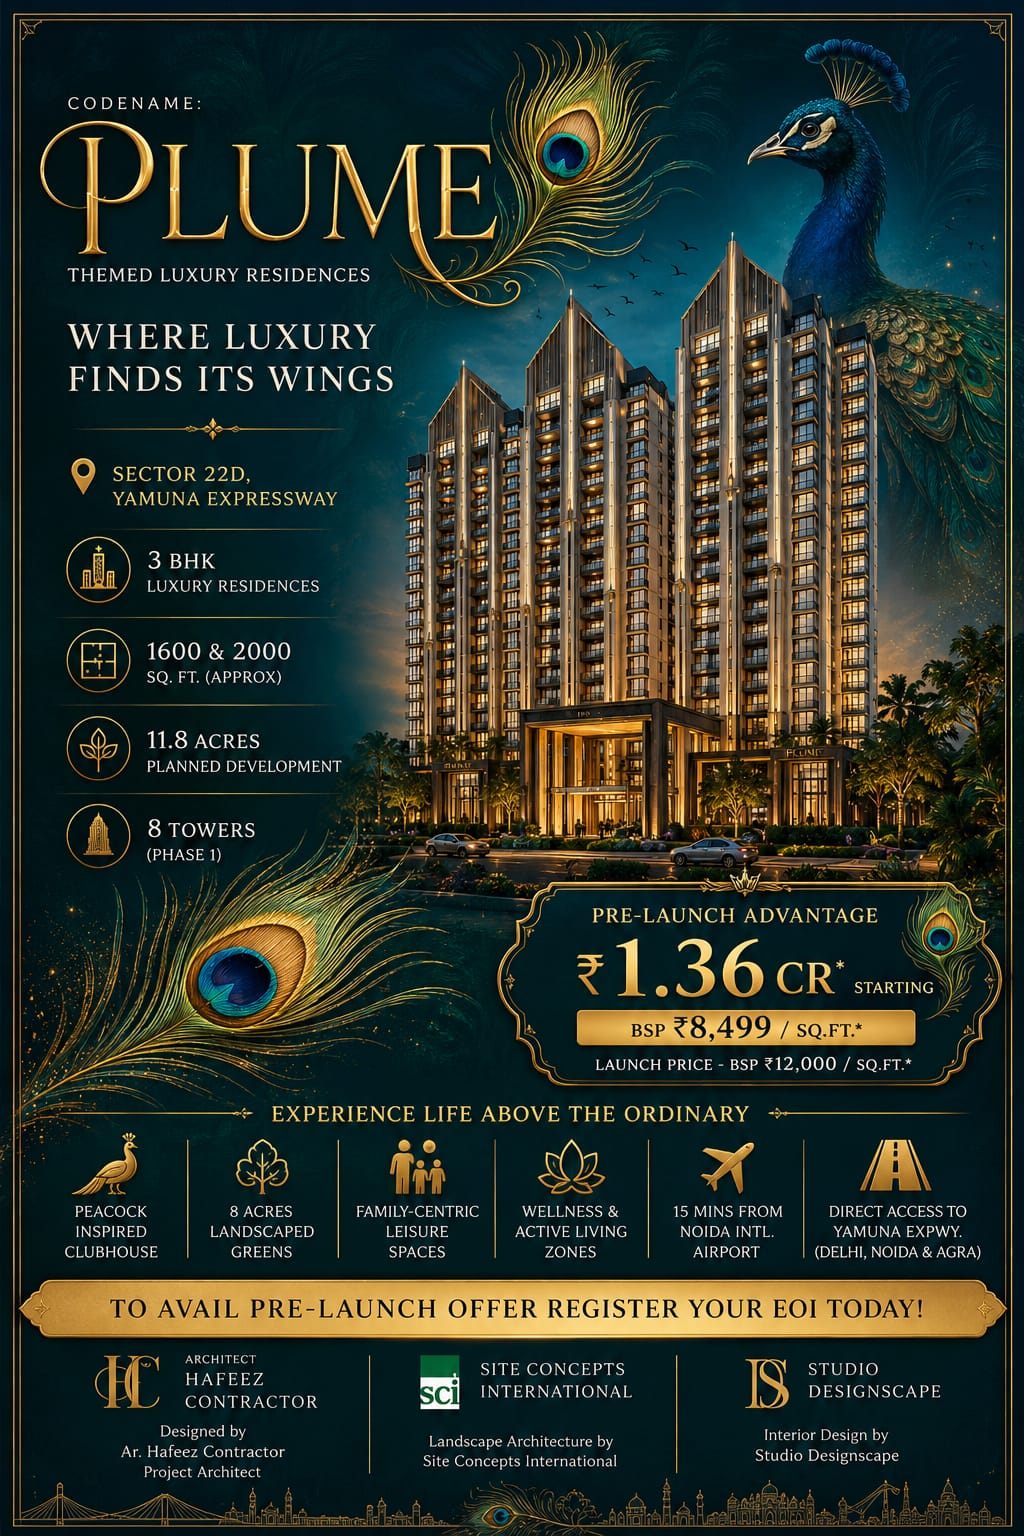 CODENAME:
PLUME
THEMED LUXURY RESIDENCES
WHERE LUXURY
FINDS ITS WINGS
SECTOR 22D,
YAMUNA EXPRESSWAY
3 BHK
LUXURY RESIDENCES
1600 & 2000
SQ. FT. (APPROX)
11.8 ACRES
PLANNED DEVELOPMENT
8 TOWERS
(PHASE 1)
PLUME
PRE-LAUNCH ADVANTAGE
₹1.36 CR* STARTING
BSP ₹8,499 / SQ.FT.*
LAUNCH PRICE - BSP ₹12,000 / SQ.FT.*
EXPERIENCE LIFE ABOVE THE ORDINARY
PEACOCK
INSPIRED
CLUBHOUSE
8 ACRES
LANDSCAPED
GREENS
FAMILY-CENTRIC
LEISURE
SPACES
WELLNESS &
ACTIVE LIVING
ZONES
15 MINS FROM
NOIDA INTL.
AIRPORT
DIRECT ACCESS TO
YAMUNA EXPWY.
(DELHI, NOIDA & AGRA)
TO AVAIL PRE-LAUNCH OFFER REGISTER YOUR EOI TODAY!
HC
ARCHITECT
HAFEEZ
CONTRACTOR
Designed by
Ar. Hafeez Contractor
Project Architect
sci
SITE CONCEPTS
INTERNATIONAL
Landscape Architecture by
Site Concepts International
DS
STUDIO
DESIGNSCAPE
Interior Design by
Studio Designscape